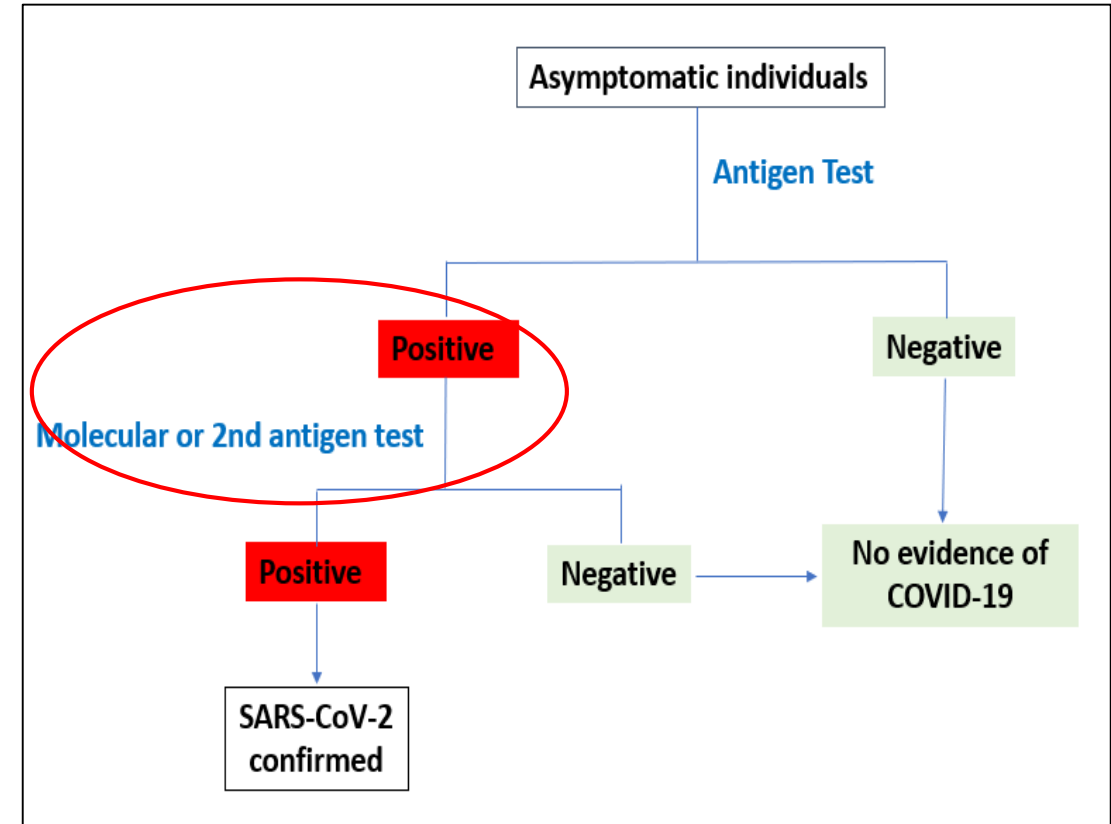 Asymptomatic individuals
Antigen Test
Positive
Negative
Molecular or 2nd antigen test
Positive
Negative
No evidence of
COVID-19
SARS-CoV-2
confirmed